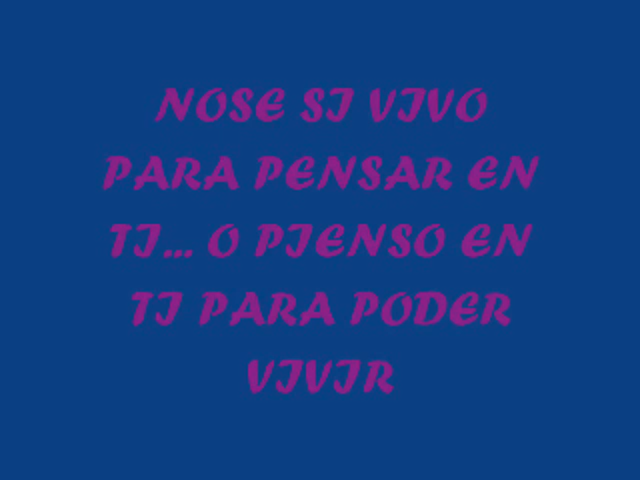 NOSE SI VIVO
PARA PENSAR EN
TI... O PIENSO EN
TI PARA PODER
VIVIR